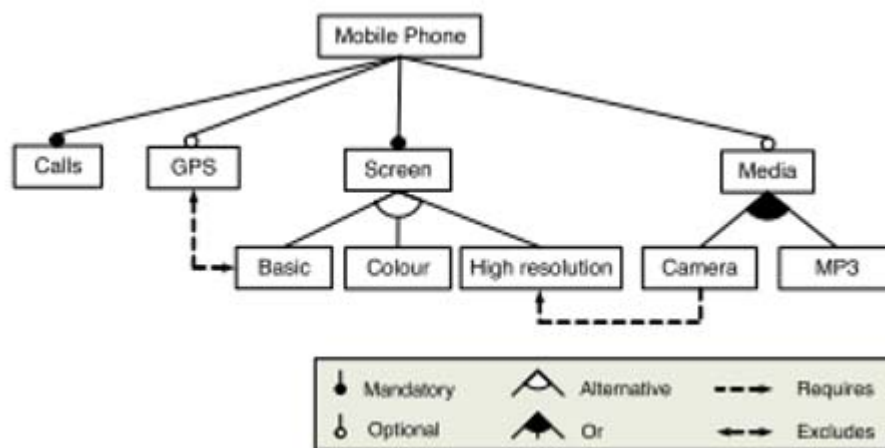 Mobile Phone
Calls GPS Screen Media
Basic Colour High resolution Camera MP3
Mandatory Alternative Requires
Optional Or Excludes